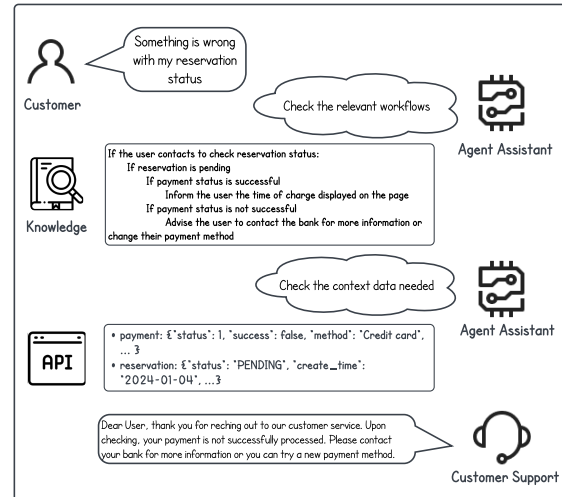 Something is wrong
with my reservation
status
Customer
Check the relevant workflows
Agent Assistant
If the user contacts to check reservation status:
If reservation is pending
If payment status is successful
Inform the user the time of charge displayed on the page
If payment status is not successful
Advise the user to contact the bank for more information or
change their payment method
Knowledge
Check the context data needed
Agent Assistant
API
• payment: {"status": 1, "success": false, "method": "Credit card",
... }
• reservation: {"status": "PENDING", "create_time":
"2024-01-04", ...}
Dear User, thank you for reching out to our customer service. Upon
checking, your payment is not successfully processed. Please contact
your bank for more information or you can try a new payment method.
Customer Support